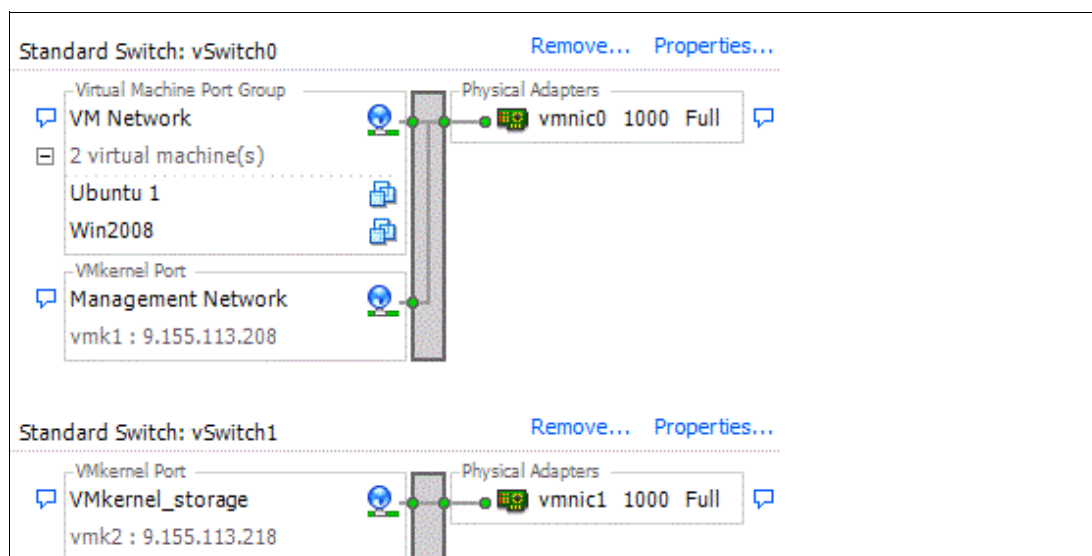 Standard Switch: vSwitch0 Remove... Properties...
Virtual Machine Port Group Physical Adapters
VM Network vmnic0 1000 Full
2 virtual machine(s)
Ubuntu 1
Win2008
VMkernel Port
Management Network
vmk1 : 9.155.113.208
Standard Switch: vSwitch1 Remove... Properties...
VMkernel Port Physical Adapters
VMkernel_storage vmnic1 1000 Full
vmk2 : 9.155.113.218